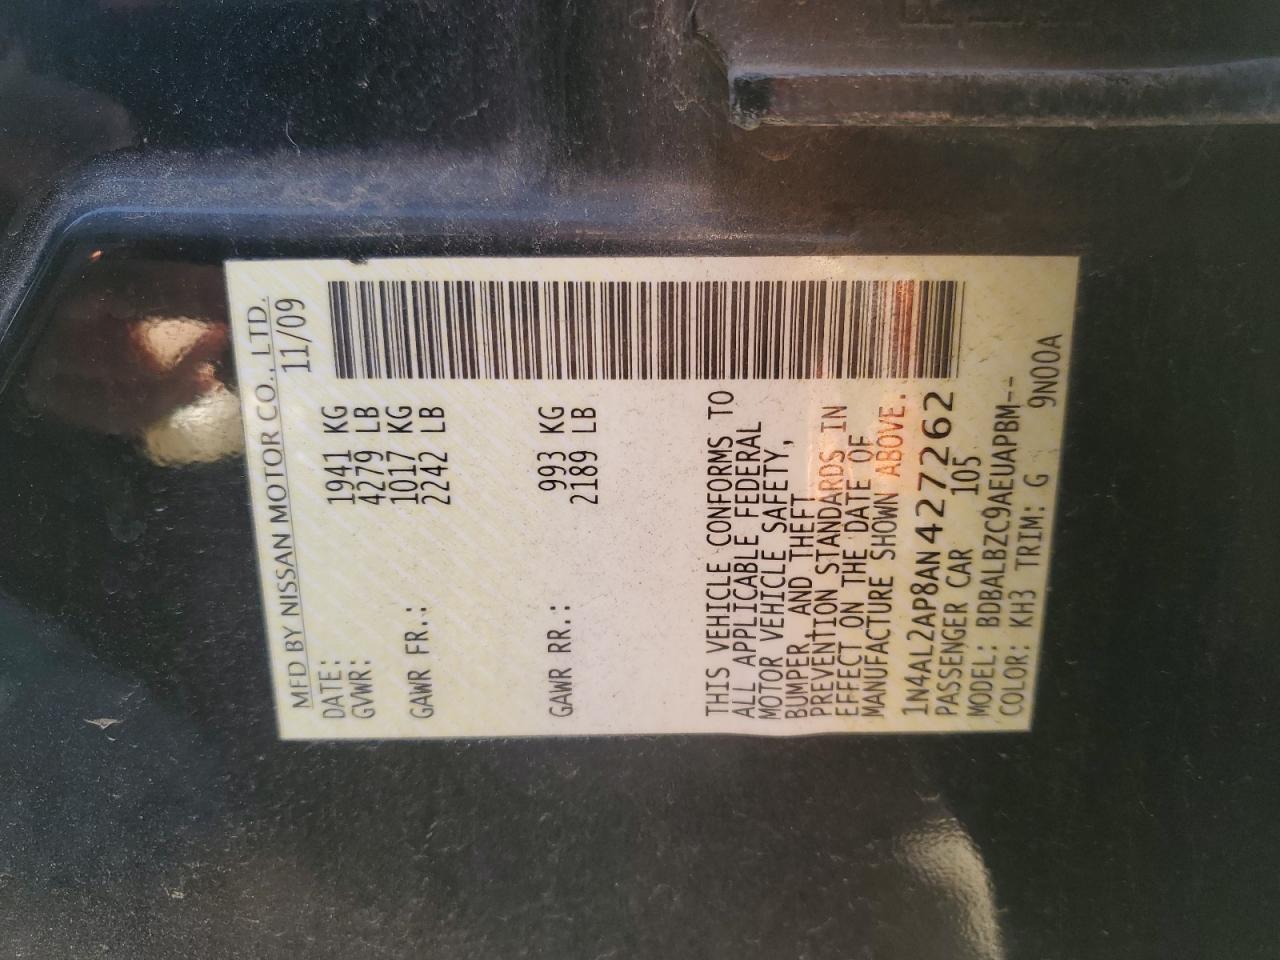 MFD BY NISSAN MOTOR CO., LTD.
DATE: 11/09
GVWR: 1941 KG
4279 LB
GAWR FR.: 1017 KG
2242 LB
GAWR RR.: 993 KG
2189 LB
THIS VEHICLE CONFORMS TO
ALL APPLICABLE FEDERAL
MOTOR VEHICLE SAFETY,
BUMPER, AND THEFT
PREVENTION STANDARDS IN
EFFECT ON THE DATE OF
MANUFACTURE SHOWN ABOVE.
1N4AL2AP8AN427262
PASSENGER CAR 105
MODEL: BDBALBZC9AEUAPBM--
COLOR: KH3 TRIM: G 9N00A